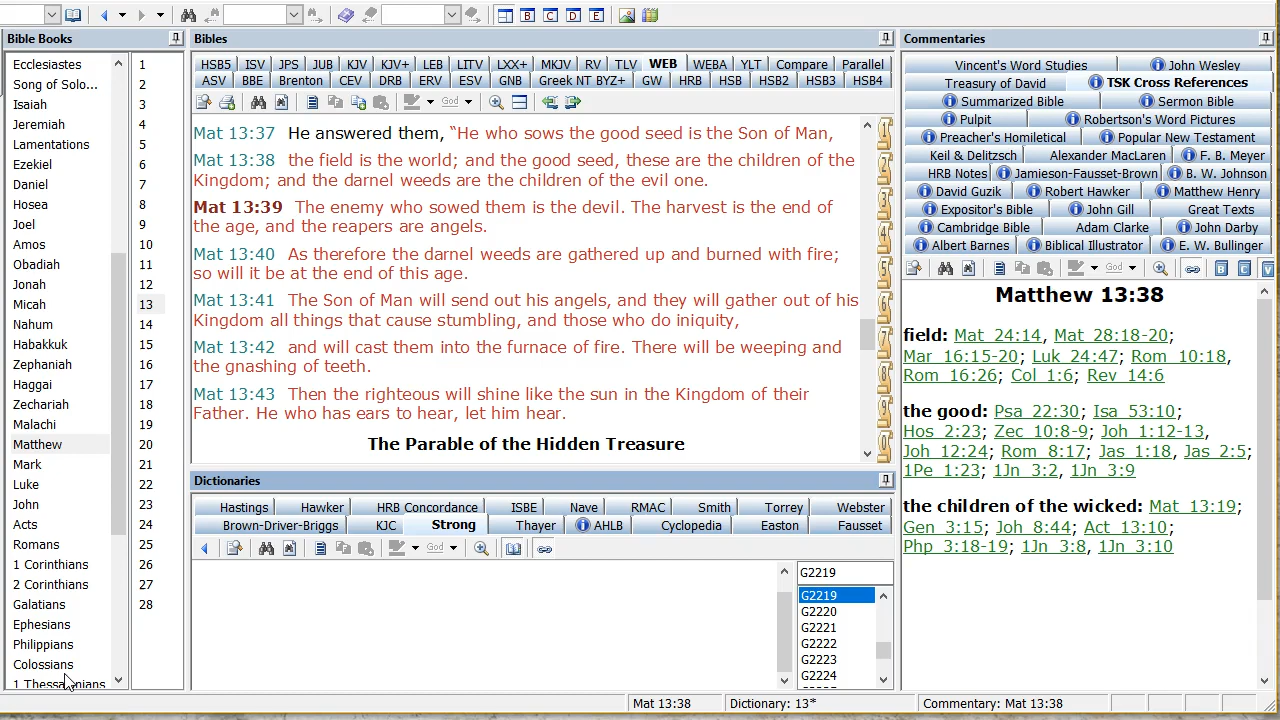 B C D E
Bible Books
Ecclesiastes
Song of Solo...
Isaiah
Jeremiah
Lamentations
Ezekiel
Daniel
Hosea
Joel
Amos
Obadiah
Jonah
Micah
Nahum
Habakkuk
Zephaniah
Haggai
Zechariah
Malachi
Matthew
Mark
Luke
John
Acts
Romans
1 Corinthians
2 Corinthians
Galatians
Ephesians
Philippians
Colossians
1 Thessalonians
1
2
3
4
5
6
7
8
9
10
11
12
13
14
15
16
17
18
19
20
21
22
23
24
25
26
27
28
Bibles
HSB5 ISV JPS JUB KJV KJV+ LEB LITV LXX+ MKJV RV TLV WEB WEBA YLT Compare Parallel
ASV BBE Brenton CEV DRB ERV ESV GNB Greek NT BYZ+ GW HRB HSB HSB2 HSB3 HSB4
God
Mat 13:37 He answered them, “He who sows the good seed is the Son of Man,
Mat 13:38 the field is the world; and the good seed, these are the children of the
Kingdom; and the darnel weeds are the children of the evil one.
Mat 13:39 The enemy who sowed them is the devil. The harvest is the end of
the age, and the reapers are angels.
Mat 13:40 As therefore the darnel weeds are gathered up and burned with fire;
so will it be at the end of this age.
Mat 13:41 The Son of Man will send out his angels, and they will gather out of his
Kingdom all things that cause stumbling, and those who do iniquity,
Mat 13:42 and will cast them into the furnace of fire. There will be weeping and
the gnashing of teeth.
Mat 13:43 Then the righteous will shine like the sun in the Kingdom of their
Father. He who has ears to hear, let him hear.
The Parable of the Hidden Treasure
1
2
3
4
5
6
7
8
9
0
Dictionaries
Hastings Hawker HRB Concordance ISBE Nave RMAC Smith Torrey Webster
Brown-Driver-Briggs KJC Strong Thayer AHLB Cyclopedia Easton Fausset
God
G2219
G2219
G2220
G2221
G2222
G2223
G2224
Commentaries
Vincent's Word Studies John Wesley
Treasury of David TSK Cross References
Summarized Bible Sermon Bible
Pulpit Robertson's Word Pictures
Preacher's Homiletical Popular New Testament
Keil & Delitzsch Alexander MacLaren F. B. Meyer
HRB Notes Jamieson-Fausset-Brown B. W. Johnson
David Guzik Robert Hawker Matthew Henry
Expositor's Bible John Gill Great Texts
Cambridge Bible Adam Clarke John Darby
Albert Barnes Biblical Illustrator E. W. Bullinger
God B C V
Matthew 13:38
field: Mat 24:14, Mat 28:18-20;
Mar 16:15-20; Luk 24:47; Rom 10:18,
Rom 16:26; Col 1:6; Rev 14:6
the good: Psa 22:30; Isa 53:10;
Hos 2:23; Zec 10:8-9; Joh 1:12-13,
Joh 12:24; Rom 8:17; Jas 1:18, Jas 2:5;
1Pe 1:23; 1Jn 3:2, 1Jn 3:9
the children of the wicked: Mat 13:19;
Gen 3:15; Joh 8:44; Act 13:10;
Php 3:18-19; 1Jn 3:8, 1Jn 3:10
Mat 13:38 Dictionary: 13* Commentary: Mat 13:38